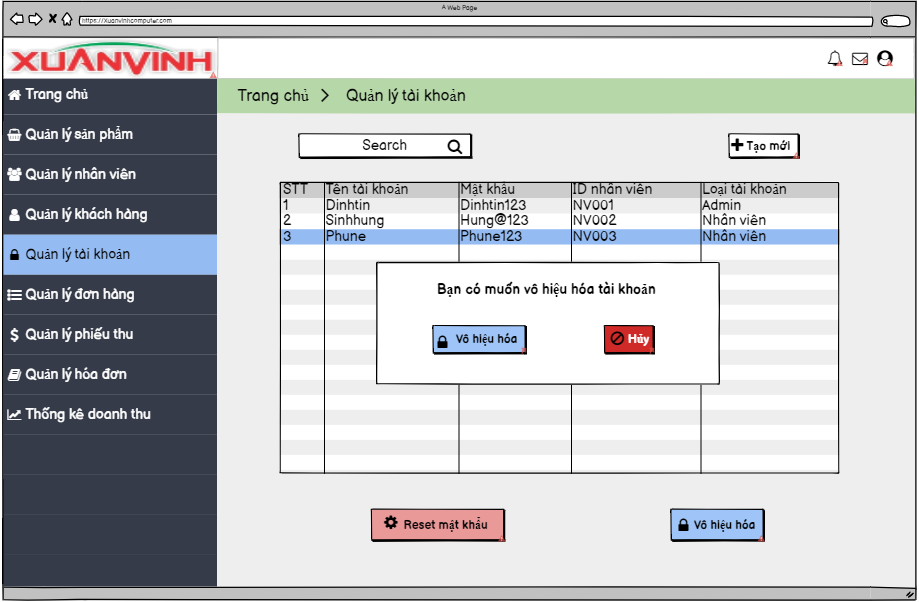 A Web Page
https://Xuanvinhcomputer.com
XUÂNVINH
Trang chủ
Quản lý sản phẩm
Quản lý nhân viên
Quản lý khách hàng
Quản lý tài khoản
Quản lý đơn hàng
Quản lý phiếu thu
Quản lý hóa đơn
Thống kê doanh thu
Trang chủ > Quản lý tài khoản
Search
Tạo mới
STT Tên tài khoản Mật khẩu ID nhân viên Loại tài khoản
1 Dinhtin Dinhtin123 NV001 Admin
2 Sinhhung Hung@123 NV002 Nhân viên
3 Phune Phune123 NV003 Nhân viên
Bạn có muốn vô hiệu hóa tài khoản
Vô hiệu hóa Hủy
Reset mật khẩu Vô hiệu hóa